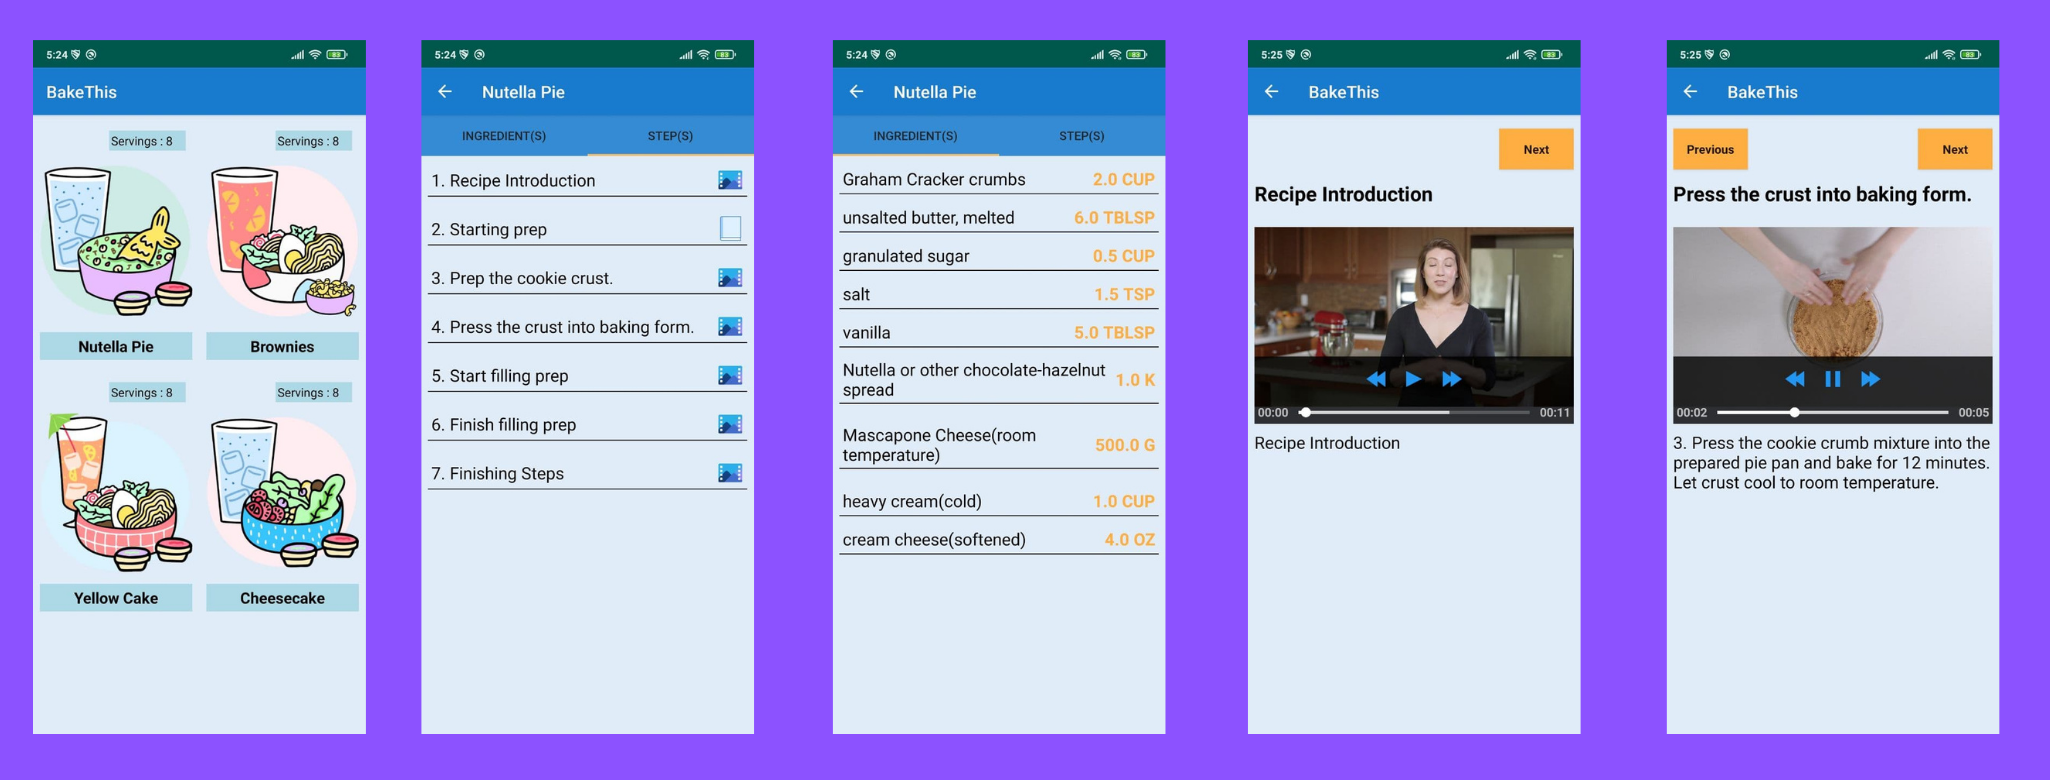 5:24
83
BakeThis
Servings : 8
Servings : 8
Nutella Pie
Brownies
Servings : 8
Servings : 8
Yellow Cake
Cheesecake
5:24
83
Nutella Pie
INGREDIENT(S)
STEP(S)
1. Recipe Introduction
2. Starting prep
3. Prep the cookie crust.
4. Press the crust into baking form.
5. Start filling prep
6. Finish filling prep
7. Finishing Steps
5:24
83
Nutella Pie
INGREDIENT(S)
STEP(S)
Graham Cracker crumbs 2.0 CUP
unsalted butter, melted 6.0 TBLSP
granulated sugar 0.5 CUP
salt 1.5 TSP
vanilla 5.0 TBLSP
Nutella or other chocolate-hazelnut
spread 1.0 K
Mascapone Cheese(room
temperature) 500.0 G
heavy cream(cold) 1.0 CUP
cream cheese(softened) 4.0 OZ
5:25
83
BakeThis
Next
Recipe Introduction
00:00
00:11
Recipe Introduction
5:25
83
BakeThis
Previous
Next
Press the crust into baking form.
00:02
00:05
3. Press the cookie crumb mixture into the
prepared pie pan and bake for 12 minutes.
Let crust cool to room temperature.